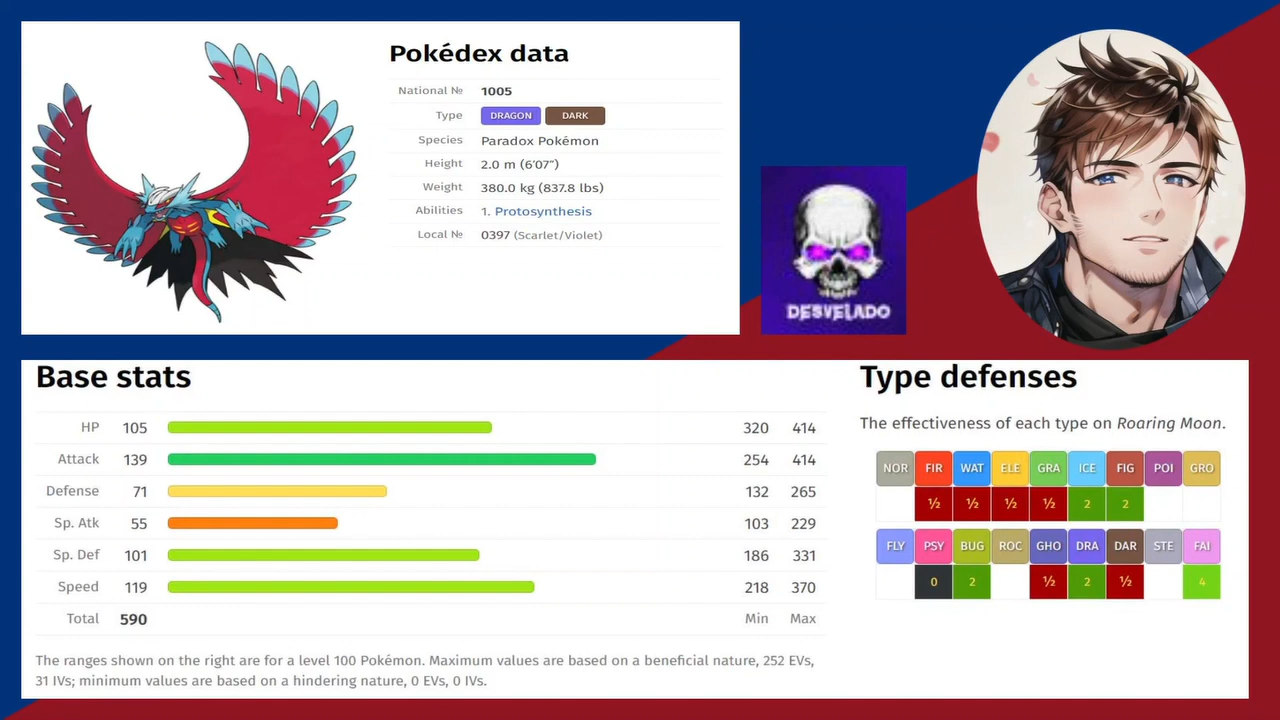 Pokédex data
National № 1005
Type DRAGON DARK
Species Paradox Pokémon
Height 2.0 m (6′07″)
Weight 380.0 kg (837.8 lbs)
Abilities 1. Protosynthesis
Local № 0397 (Scarlet/Violet)
DESVELADO
Base stats
HP 105 320 414
Attack 139 254 414
Defense 71 132 265
Sp. Atk 55 103 229
Sp. Def 101 186 331
Speed 119 218 370
Total 590 Min Max
The ranges shown on the right are for a level 100 Pokémon. Maximum values are based on a beneficial nature, 252 EVs,
31 IVs; minimum values are based on a hindering nature, 0 EVs, 0 IVs.
Type defenses
The effectiveness of each type on Roaring Moon.
NOR FIR WAT ELE GRA ICE FIG POI GRO
½ ½ ½ ½ 2 2
FLY PSY BUG ROC GHO DRA DAR STE FAI
0 2 ½ 2 ½ 4